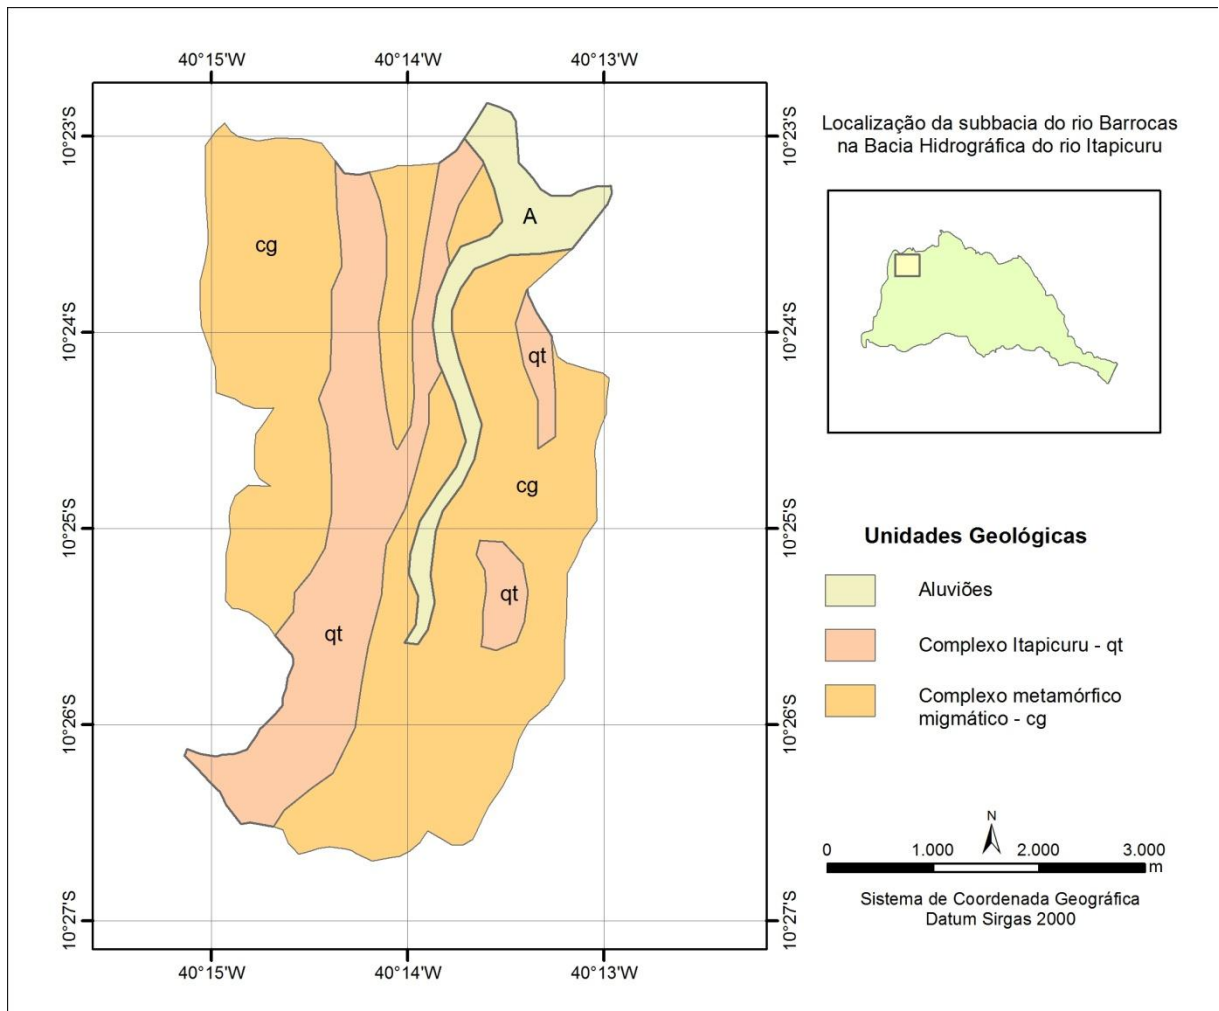 40°15'W 40°14'W 40°13'W
10°23'S 10°23'S
10°24'S 10°24'S
10°25'S 10°25'S
10°26'S 10°26'S
10°27'S 10°27'S
A
cg
qt
cg
qt
qt
40°15'W 40°14'W 40°13'W
Localização da subbacia do rio Barrocas
na Bacia Hidrográfica do rio Itapicuru
Unidades Geológicas
Aluviões
Complexo Itapicuru - qt
Complexo metamórfico
migmático - cg
N
0 1.000 2.000 3.000
m
Sistema de Coordenada Geográfica
Datum Sirgas 2000